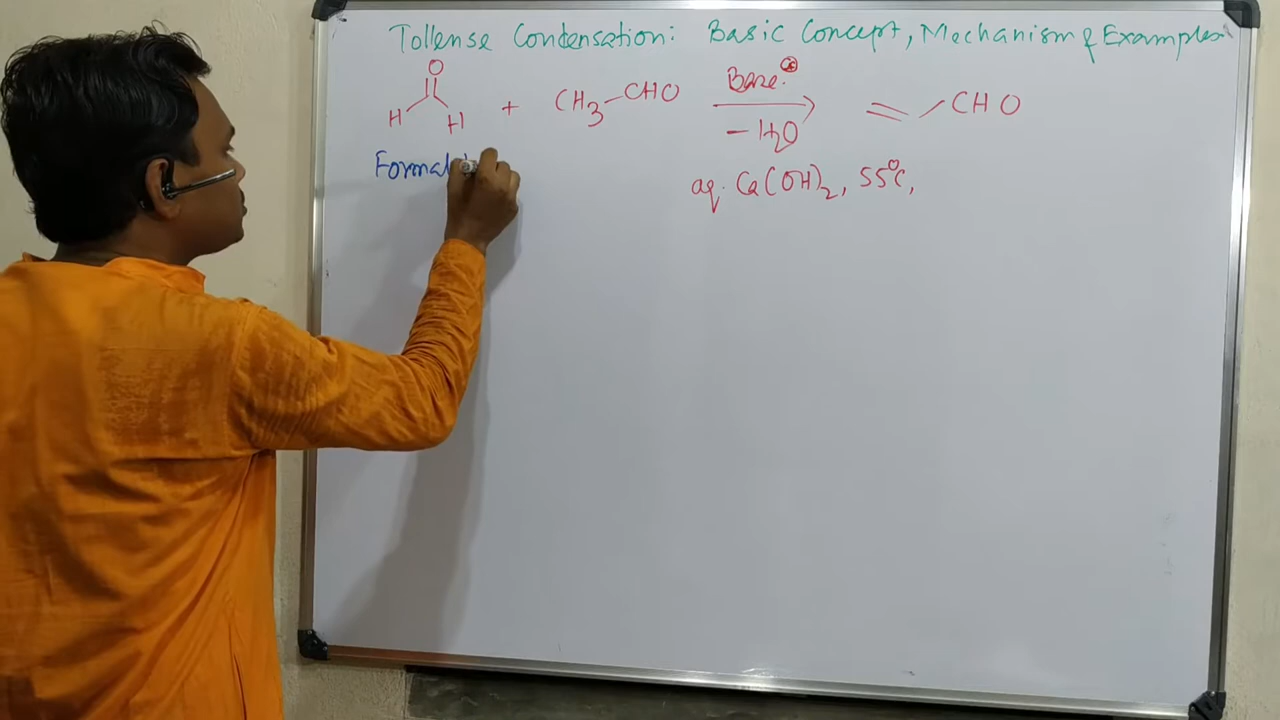 Tollense Condensation: Basic Concept, Mechanism & Examples
O
H H + CH3-CHO Base. -H2O CHO
Formal
aq. Ca(OH)2, 55°C,